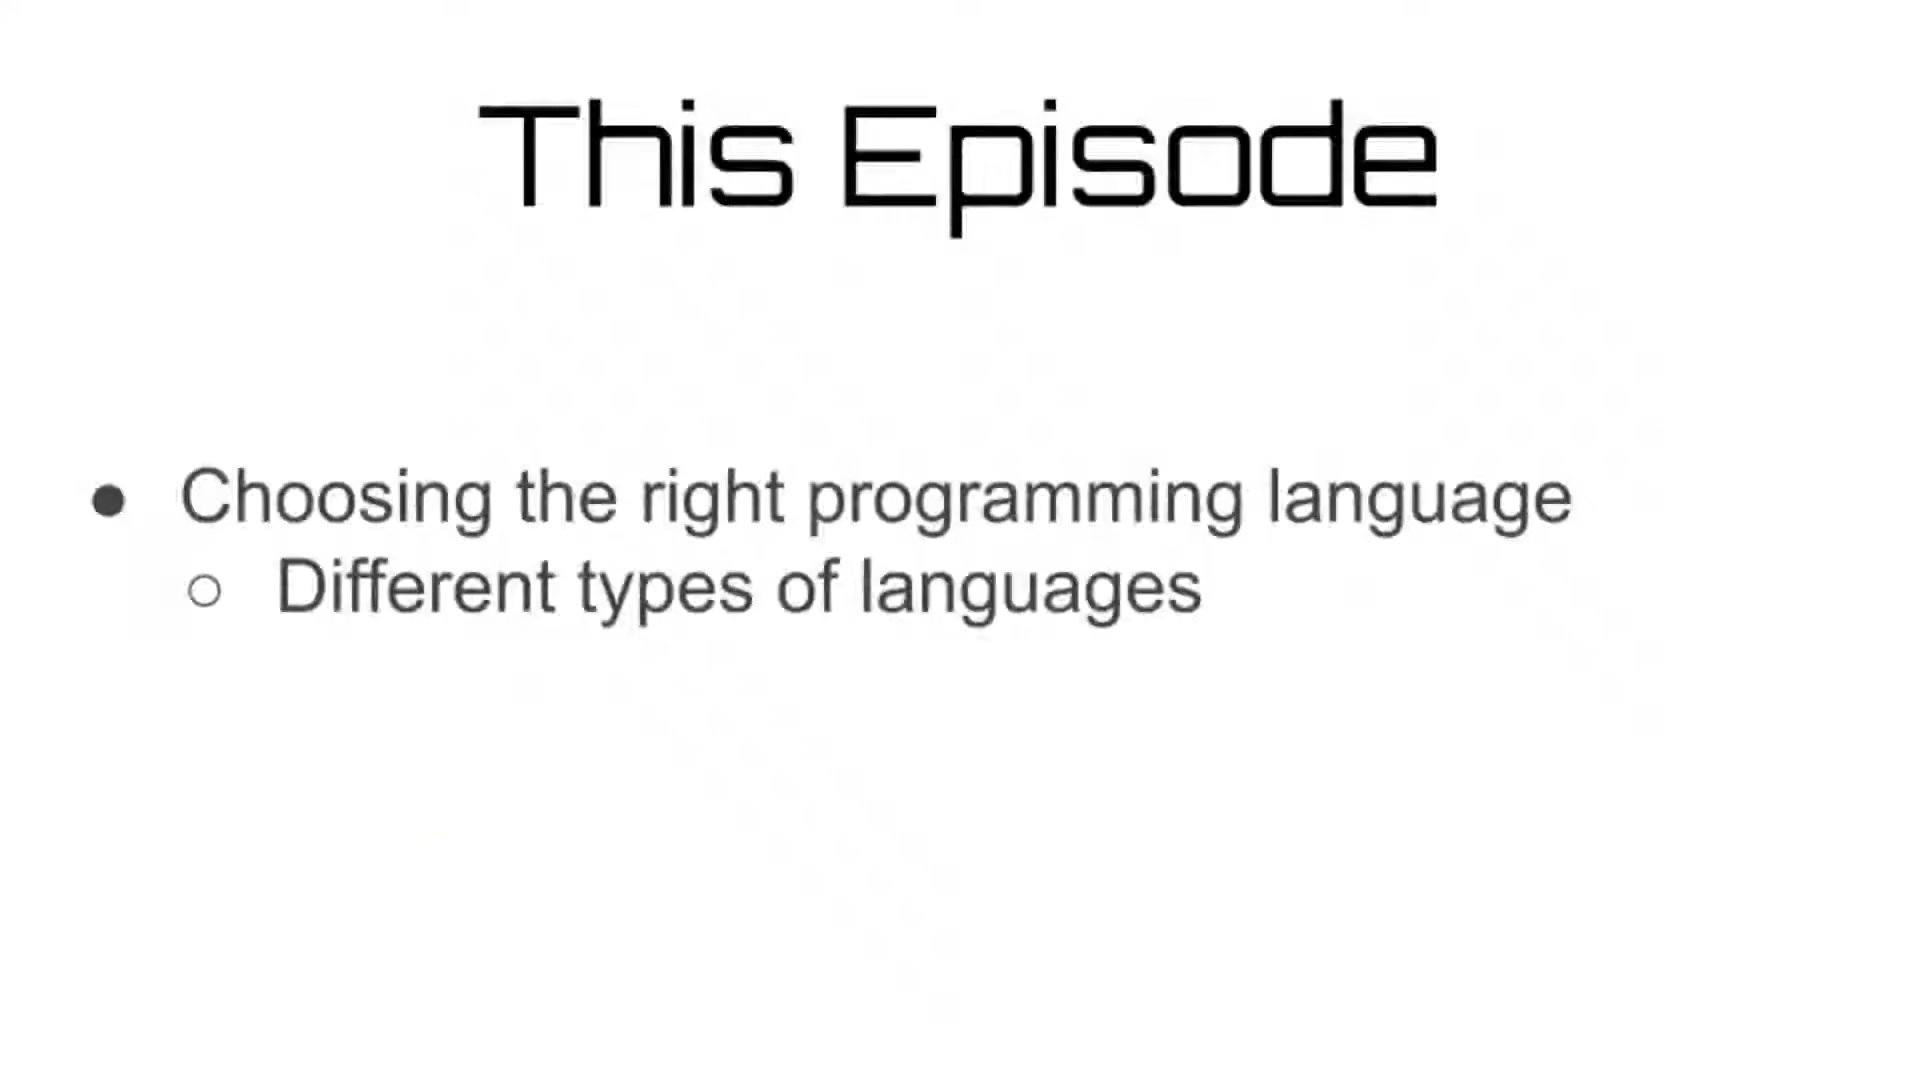 This Episode
● Choosing the right programming language
○ Different types of languages